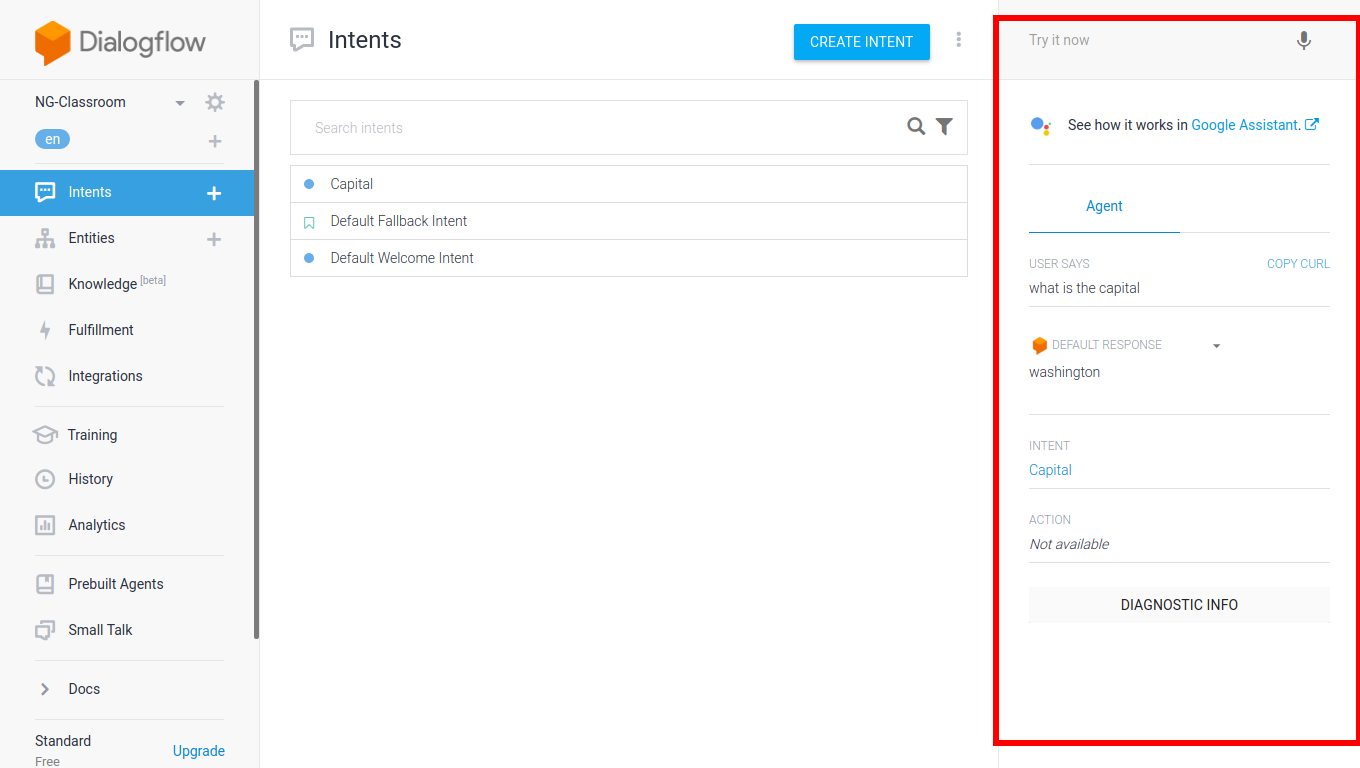 Dialogflow
NG-Classroom
en
Intents
Entities
Knowledge [beta]
Fulfillment
Integrations
Training
History
Analytics
Prebuilt Agents
Small Talk
Docs
Standard
Free
Upgrade
Intents
CREATE INTENT
Search intents
Capital
Default Fallback Intent
Default Welcome Intent
Try it now
See how it works in Google Assistant.
Agent
USER SAYS COPY CURL
what is the capital
DEFAULT RESPONSE
washington
INTENT
Capital
ACTION
Not available
DIAGNOSTIC INFO